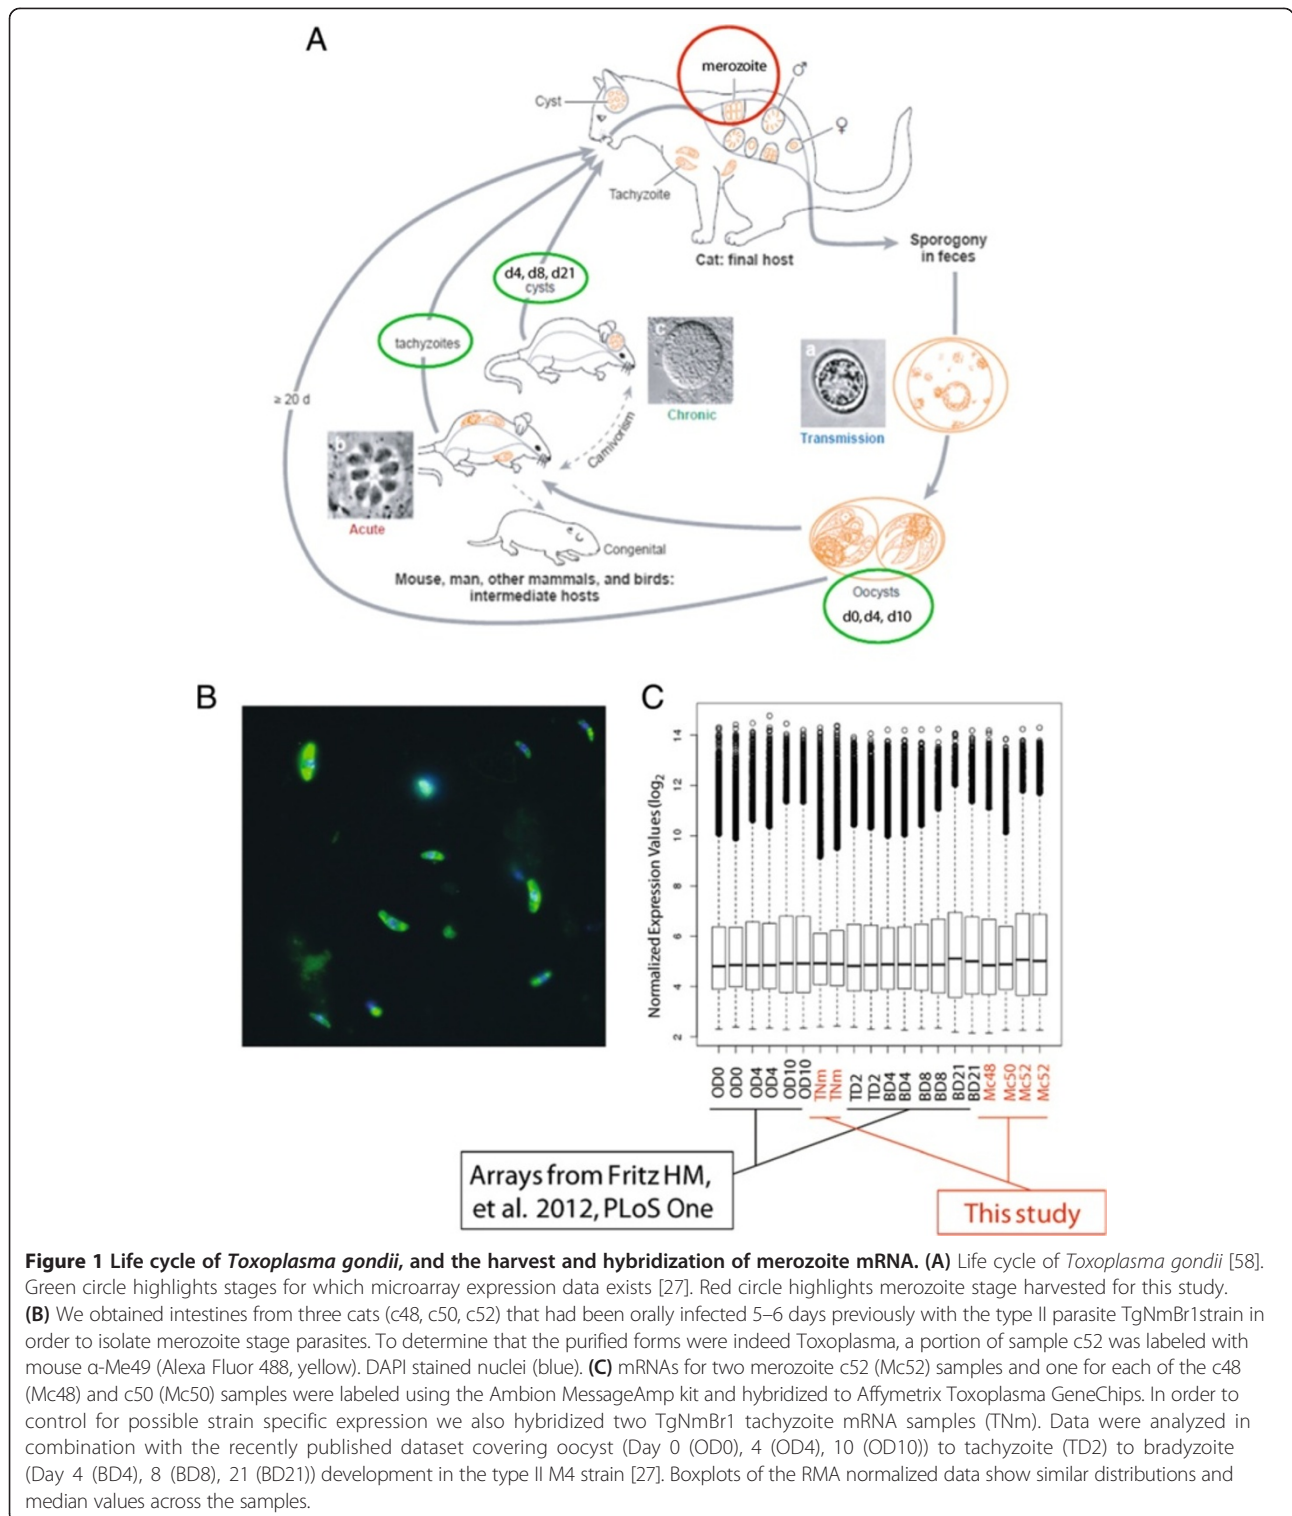 A
merozoite
♂
Cyst
♀
Tachyzoite
Sporogony
in feces
Cat: final host
d4, d8, d21
cysts
tachyzoites
c
a
≥ 20 d
Chronic
Transmission
Carnivorism
b
Acute
Congenital
Mouse, man, other mammals, and birds:
intermediate hosts
Oocysts
d0, d4, d10
B
C
Normalized Expression Values (log2
14
12
10
8
6
4
2
OD0
OD0
OD4
OD4
OD10
OD10
TNm
TNm
TD2
TD2
BD4
BD4
BD8
BD8
BD21
BD21
Mc48
Mc50
Mc52
Mc52
Arrays from Fritz HM,
et al. 2012, PLoS One
This study
Figure 1 Life cycle of Toxoplasma gondii, and the harvest and hybridization of merozoite mRNA. (A) Life cycle of Toxoplasma gondii [58].
Green circle highlights stages for which microarray expression data exists [27]. Red circle highlights merozoite stage harvested for this study.
(B) We obtained intestines from three cats (c48, c50, c52) that had been orally infected 5–6 days previously with the type II parasite TgNmBr1strain in
order to isolate merozoite stage parasites. To determine that the purified forms were indeed Toxoplasma, a portion of sample c52 was labeled with
mouse α-Me49 (Alexa Fluor 488, yellow). DAPI stained nuclei (blue). (C) mRNAs for two merozoite c52 (Mc52) samples and one for each of the c48
(Mc48) and c50 (Mc50) samples were labeled using the Ambion MessageAmp kit and hybridized to Affymetrix Toxoplasma GeneChips. In order to
control for possible strain specific expression we also hybridized two TgNmBr1 tachyzoite mRNA samples (TNm). Data were analyzed in
combination with the recently published dataset covering oocyst (Day 0 (OD0), 4 (OD4), 10 (OD10)) to tachyzoite (TD2) to bradyzoite
(Day 4 (BD4), 8 (BD8), 21 (BD21)) development in the type II M4 strain [27]. Boxplots of the RMA normalized data show similar distributions and
median values across the samples.